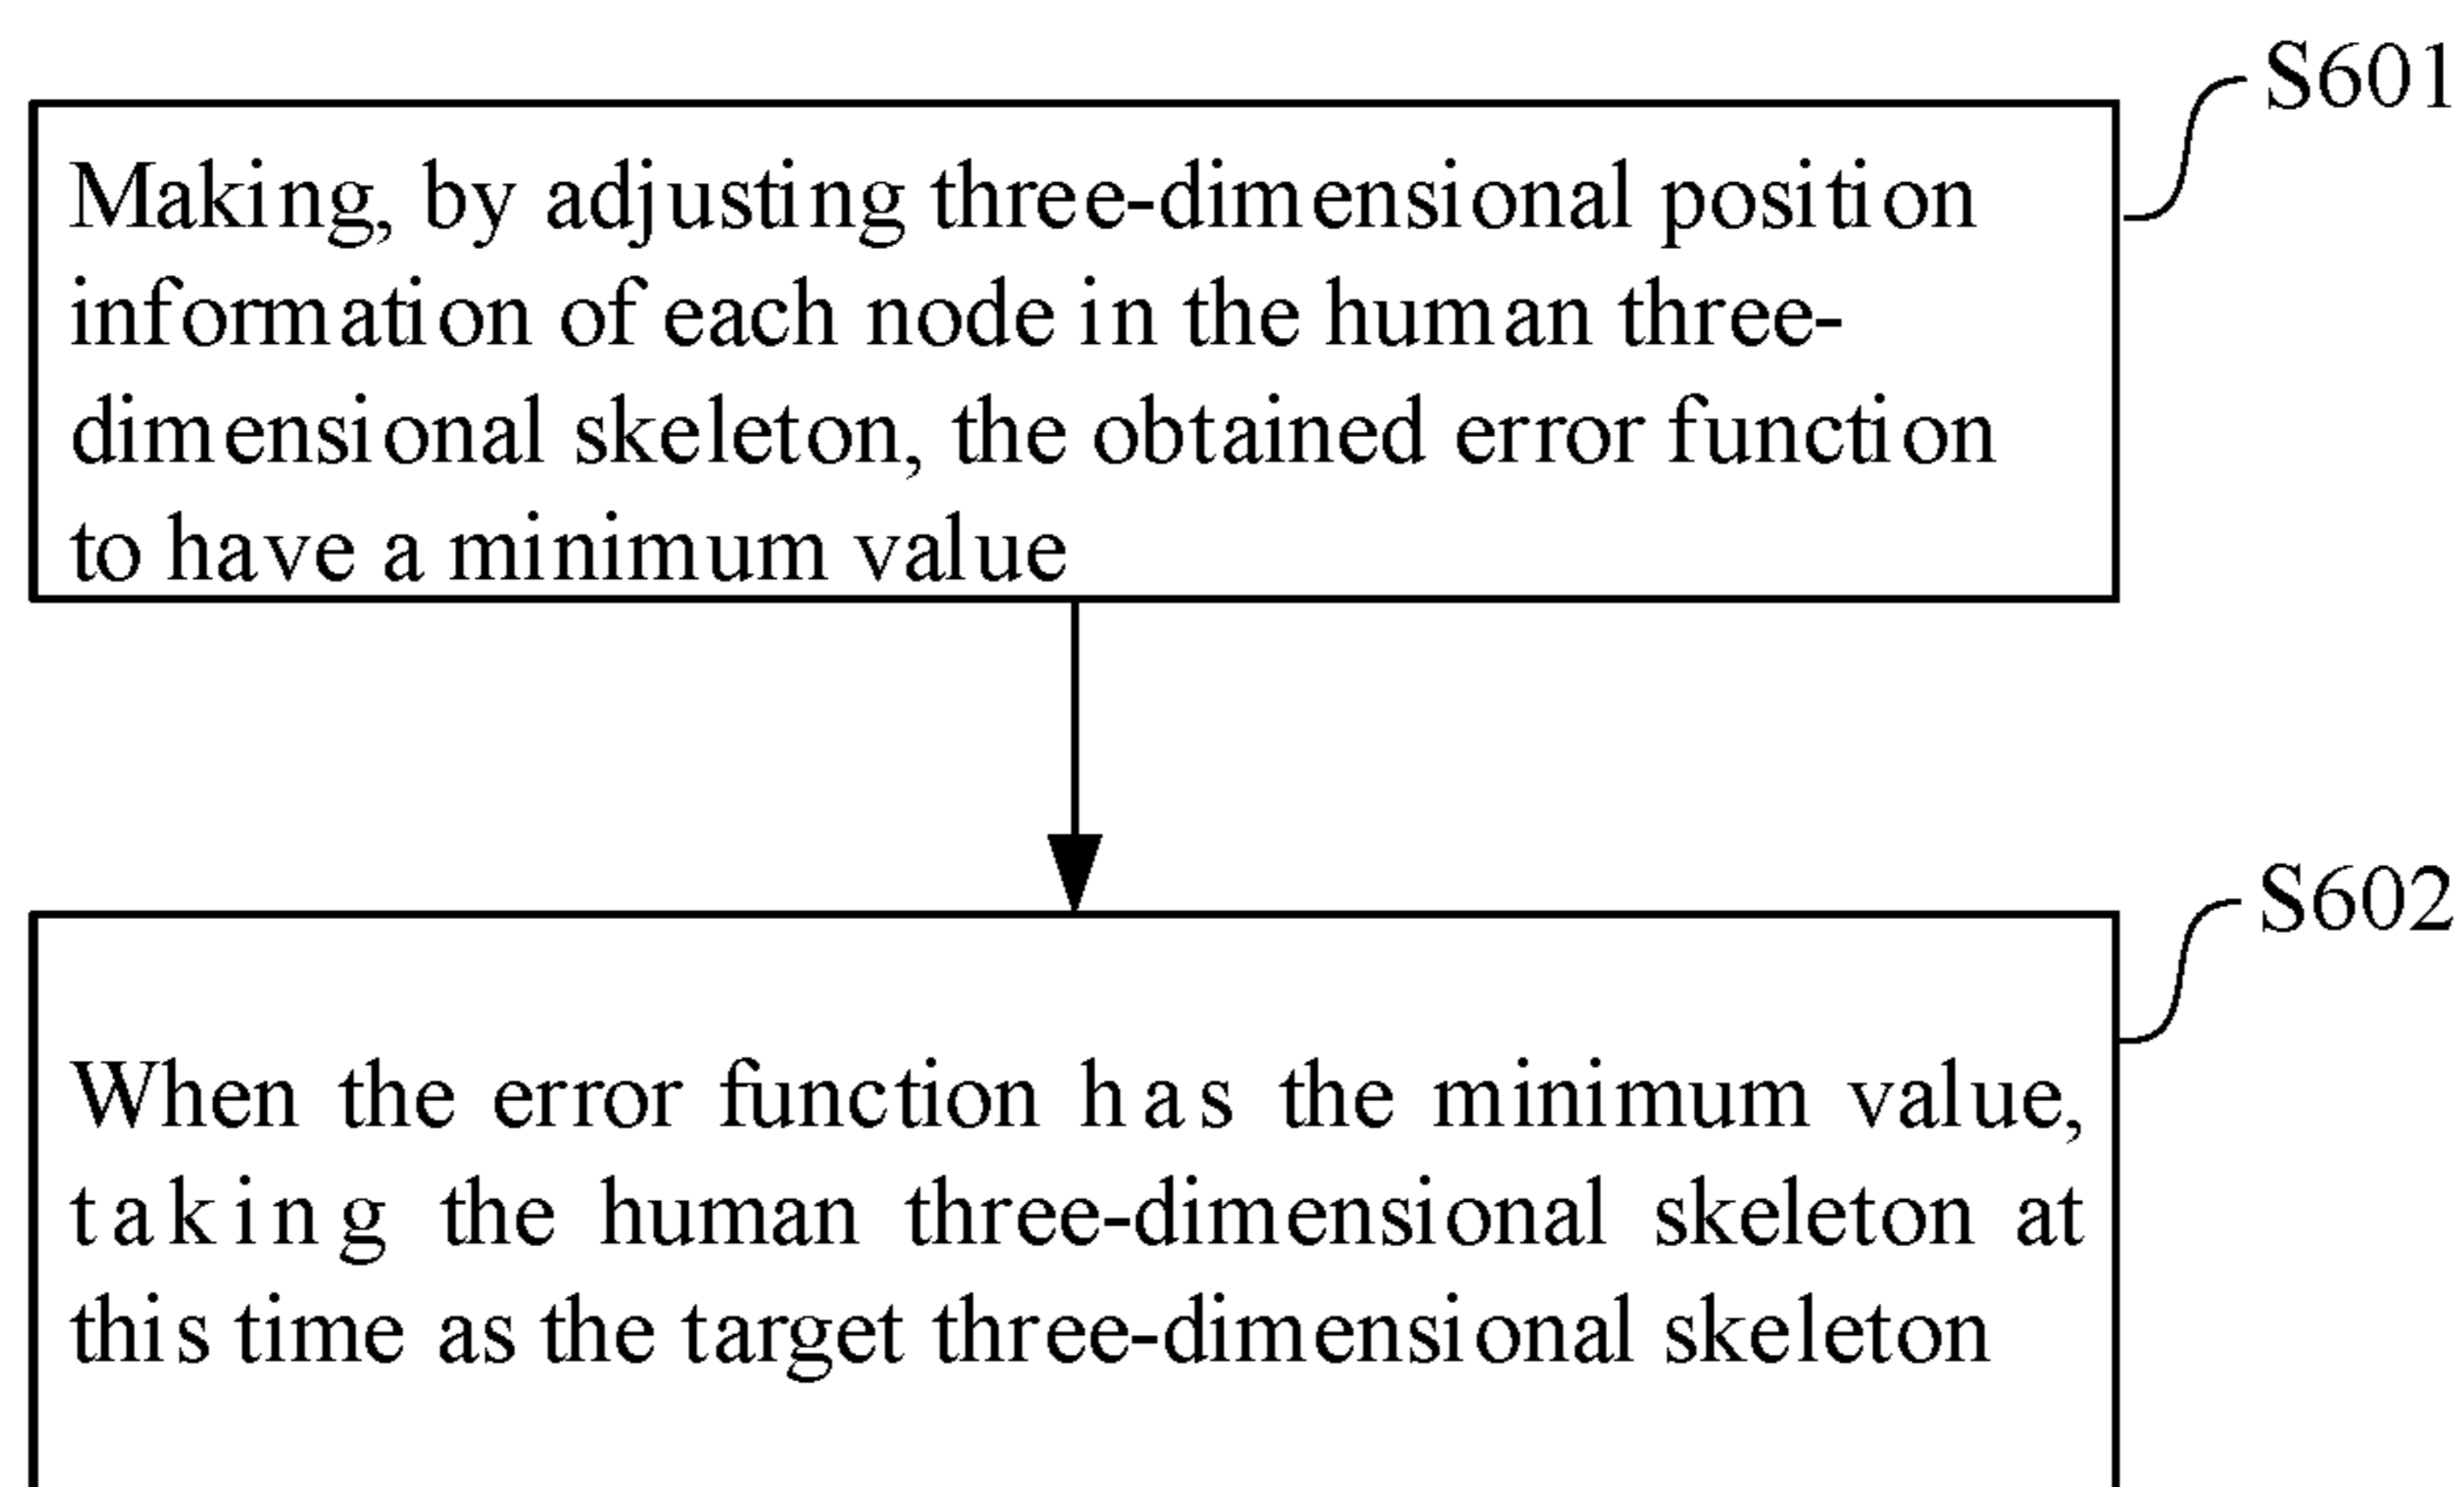 S601
Making, by adjusting three-dimensional position
information of each node in the human three-
dimensional skeleton, the obtained error function
to have a minimum value
S602
When the error function has the minimum value,
taking the human three-dimensional skeleton at
this time as the target three-dimensional skeleton